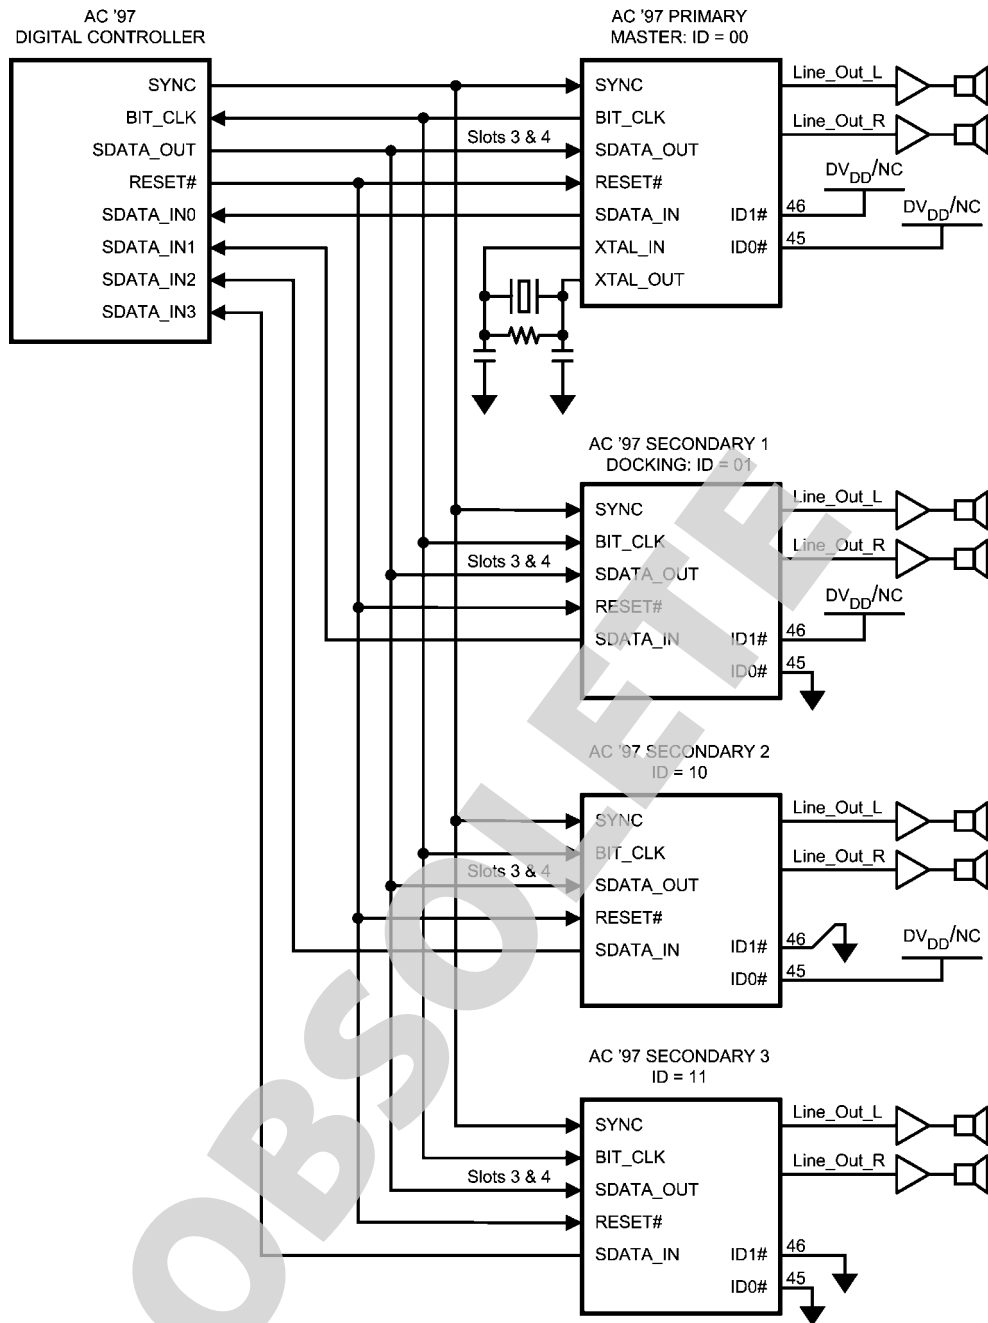 AC '97
DIGITAL CONTROLLER
SYNC
BIT_CLK
SDATA_OUT
RESET#
SDATA_IN0
SDATA_IN1
SDATA_IN2
SDATA_IN3
AC '97 PRIMARY
MASTER: ID = 00
SYNC
BIT_CLK
Slots 3 & 4
SDATA_OUT
RESET#
SDATA_IN
XTAL_IN
XTAL_OUT
ID1#
ID0#
Line_Out_L
Line_Out_R
DVDD/NC
46
DVDD/NC
45
AC '97 SECONDARY 1
DOCKING: ID = 01
SYNC
BIT_CLK
Slots 3 & 4
SDATA_OUT
RESET#
SDATA_IN
ID1#
ID0#
Line_Out_L
Line_Out_R
DVDD/NC
46
45
AC '97 SECONDARY 2
ID = 10
SYNC
BIT_CLK
Slots 3 & 4
SDATA_OUT
RESET#
SDATA_IN
ID1#
ID0#
Line_Out_L
Line_Out_R
46
DVDD/NC
45
AC '97 SECONDARY 3
ID = 11
SYNC
BIT_CLK
Slots 3 & 4
SDATA_OUT
RESET#
SDATA_IN
ID1#
ID0#
Line_Out_L
Line_Out_R
46
45
OBSOLETE